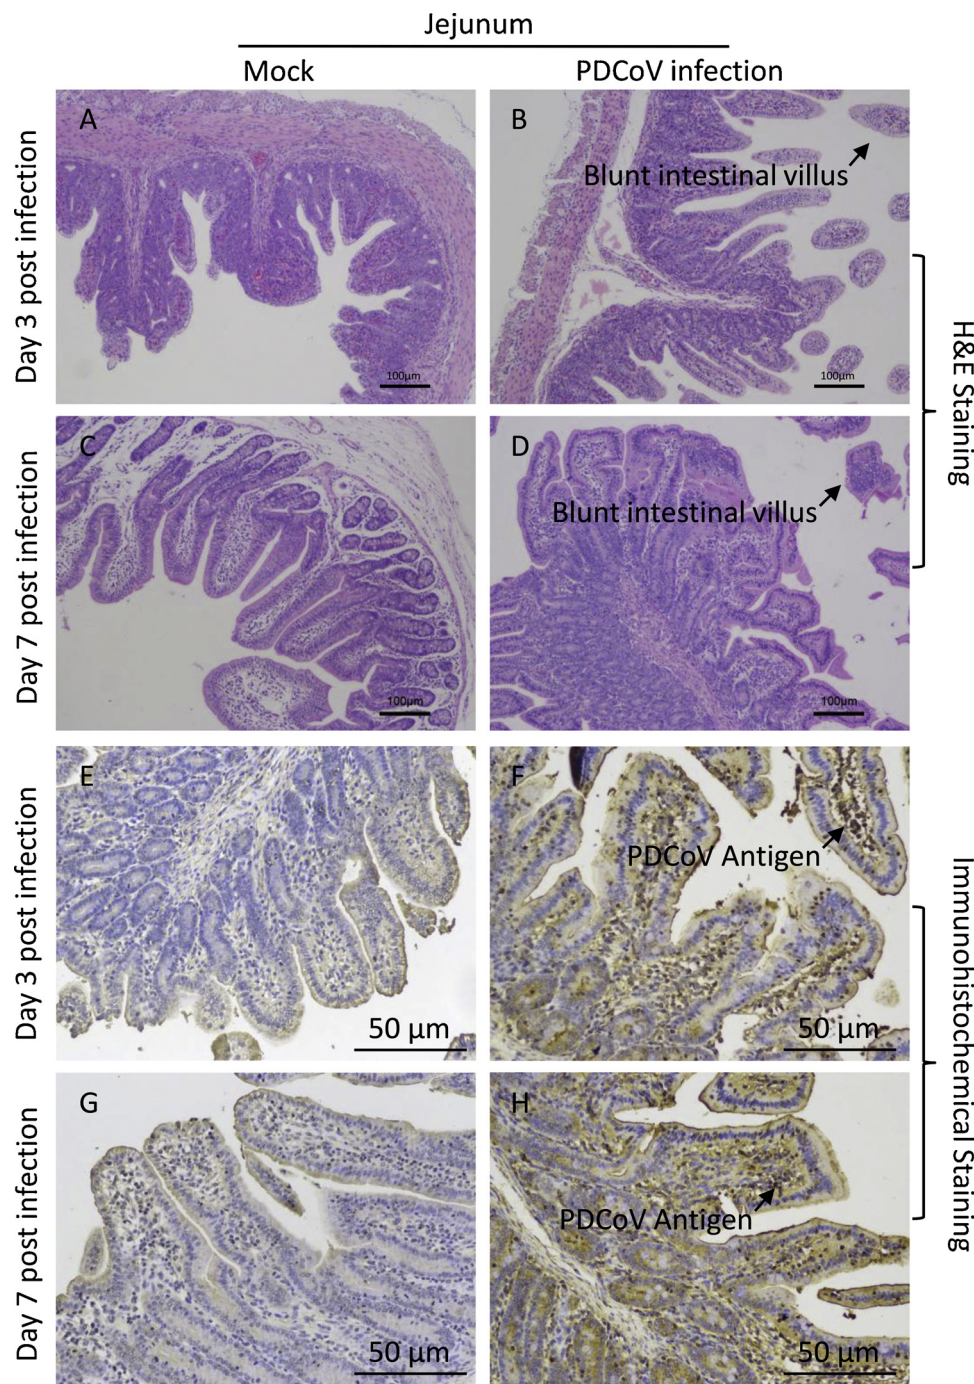 Jejunum
Mock
PDCoV infection
Day 3 post infection
A
100µm
B
Blunt intestinal villus
100µm
Day 7 post infection
C
100µm
D
Blunt intestinal villus
100µm
H&E Staining
Day 3 post infection
E
50 µm
F
PDCoV Antigen
50 µm
Day 7 post infection
G
50 µm
H
PDCoV Antigen
50 µm
Immunohistochemical Staining